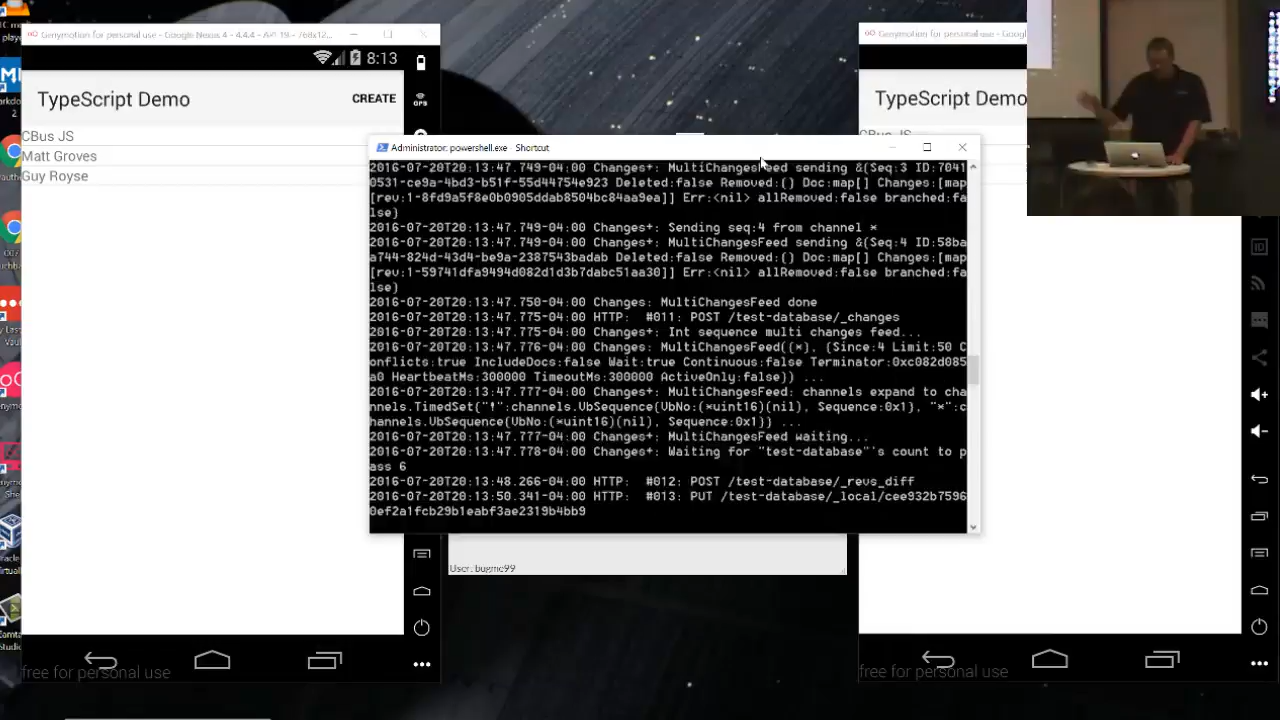 Genymotion for personal use - Google Nexus 4 - 4.4.4 - API 19 - 768x12...
8:13
GPS
TypeScript Demo
CREATE
CBus JS
Matt Groves
Guy Royse
free for personal use
Administrator: powershell.exe - Shortcut
2016-07-20T20:13:47.749-04:00 Changes+: MultiChangesFeed sending &{Seq:3 ID:7041
0531-ce9a-4bd3-b51f-55d44754e923 Deleted:false Removed:{} Doc:map[] Changes:[map
[rev:1-8fd9a5f8e0b0905ddab8504bc84aa9ea]] Err:<nil> allRemoved:false branched:fa
lse}
2016-07-20T20:13:47.749-04:00 Changes+: Sending seq:4 from channel *
2016-07-20T20:13:47.749-04:00 Changes+: MultiChangesFeed sending &{Seq:4 ID:58ba
a744-824d-43d4-be9a-2387543badab Deleted:false Removed:{} Doc:map[] Changes:[map
[rev:1-59741dfa9494d082d1d3b7dabc51aa30]] Err:<nil> allRemoved:false branched:fa
lse}
2016-07-20T20:13:47.750-04:00 Changes: MultiChangesFeed done
2016-07-20T20:13:47.775-04:00 HTTP:  #011: POST /test-database/_changes
2016-07-20T20:13:47.775-04:00 Changes+: Int sequence multi changes feed...
2016-07-20T20:13:47.776-04:00 Changes: MultiChangesFeed({*}, {Since:4 Limit:50 C
onflicts:true IncludeDocs:false Wait:true Continuous:false Terminator:0xc082d085
a0 HeartbeatMs:300000 TimeoutMs:300000 ActiveOnly:false}) ...
2016-07-20T20:13:47.777-04:00 Changes+: MultiChangesFeed: channels expand to cha
nnels.TimedSet{"!":channels.VbSequence{VbNo:(*uint16)(nil), Sequence:0x1}, "*":c
hannels.VbSequence{VbNo:(*uint16)(nil), Sequence:0x1}} ...
2016-07-20T20:13:47.777-04:00 Changes+: MultiChangesFeed waiting...
2016-07-20T20:13:47.778-04:00 Changes+: Waiting for "test-database"'s count to p
ass 6
2016-07-20T20:13:48.266-04:00 HTTP:  #012: POST /test-database/_revs_diff
2016-07-20T20:13:50.341-04:00 HTTP:  #013: PUT /test-database/_local/cee932b7596
0ef2a1fcb29b1eabf3ae2319b4bb9
User: bugme99
Genymotion for personal use - Goog
TypeScript Demo
CBus JS
free for personal use